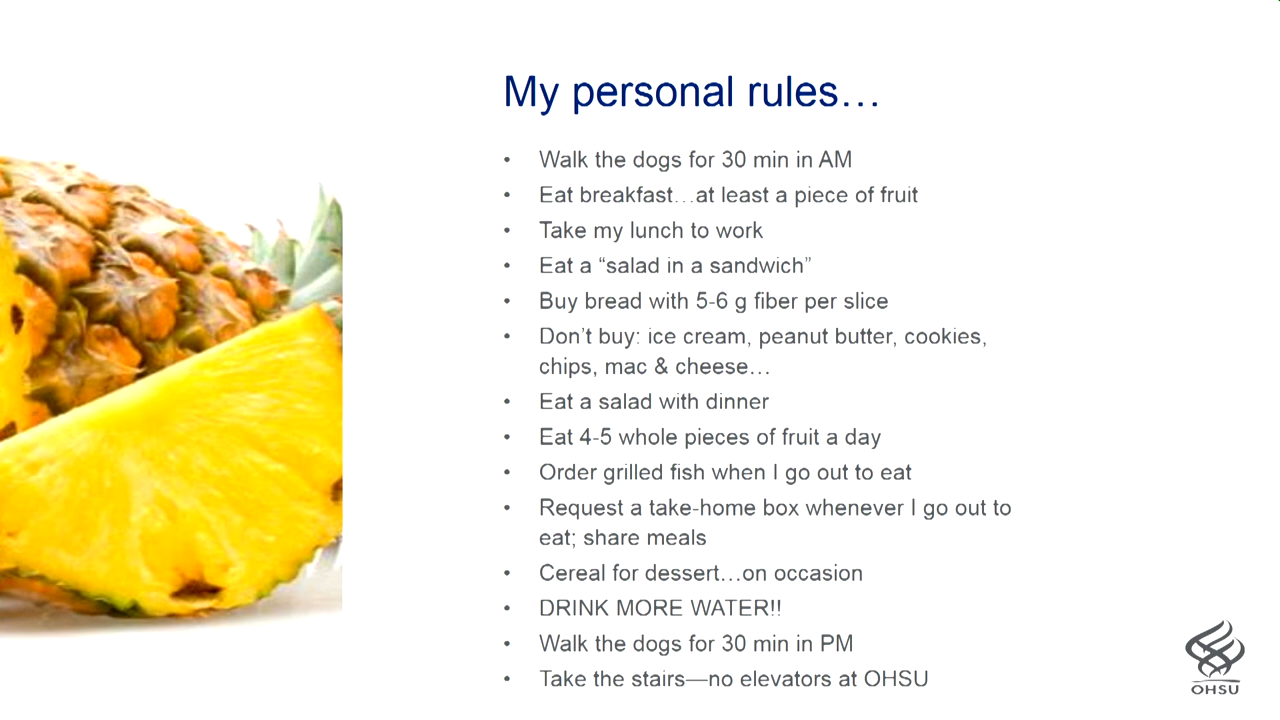 My personal rules…
• Walk the dogs for 30 min in AM
• Eat breakfast…at least a piece of fruit
• Take my lunch to work
• Eat a “salad in a sandwich”
• Buy bread with 5-6 g fiber per slice
• Don’t buy: ice cream, peanut butter, cookies,
chips, mac & cheese…
• Eat a salad with dinner
• Eat 4-5 whole pieces of fruit a day
• Order grilled fish when I go out to eat
• Request a take-home box whenever I go out to
eat; share meals
• Cereal for dessert…on occasion
• DRINK MORE WATER!!
• Walk the dogs for 30 min in PM
• Take the stairs—no elevators at OHSU
OHSU